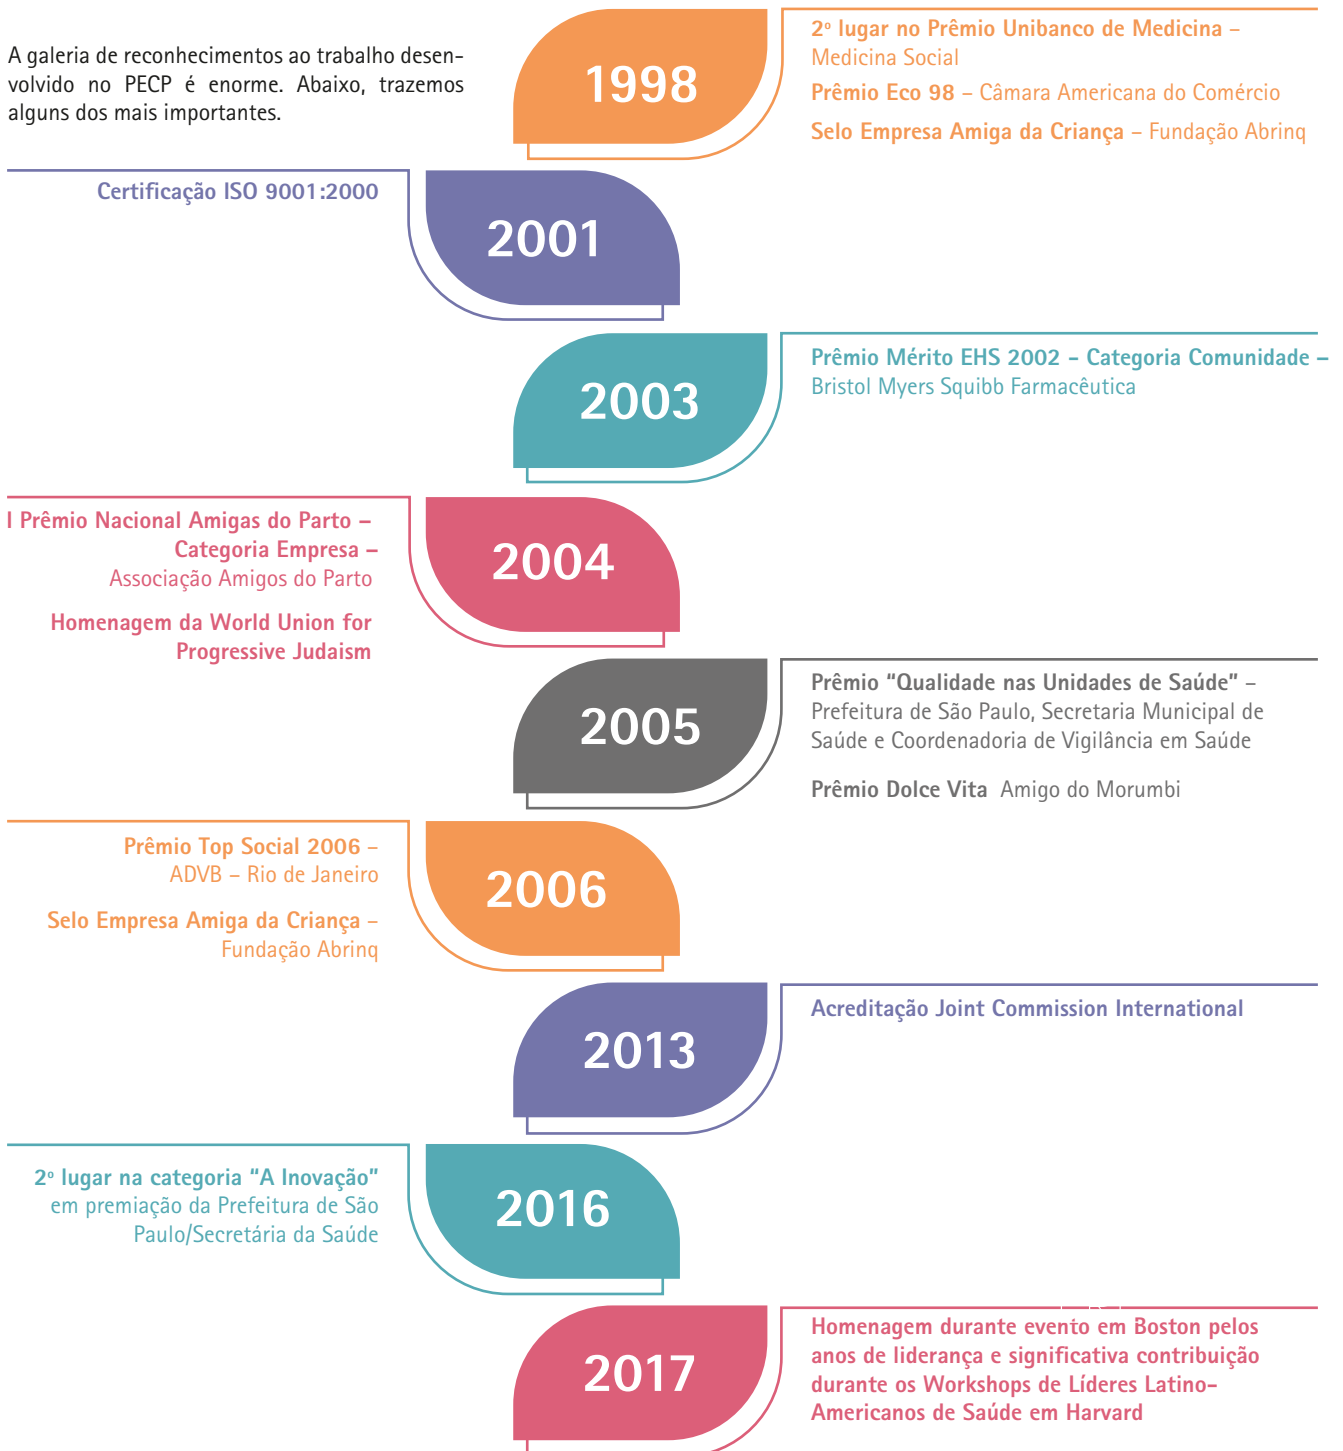 A galeria de reconhecimentos ao trabalho desen-
volvido no PECP é enorme. Abaixo, trazemos
alguns dos mais importantes.
1998
2º lugar no Prêmio Unibanco de Medicina –
Medicina Social
Prêmio Eco 98 – Câmara Americana do Comércio
Selo Empresa Amiga da Criança – Fundação Abrinq
Certificação ISO 9001:2000
2001
2003
Prêmio Mérito EHS 2002 - Categoria Comunidade –
Bristol Myers Squibb Farmacêutica
I Prêmio Nacional Amigas do Parto –
Categoria Empresa –
Associação Amigos do Parto
Homenagem da World Union for
Progressive Judaism
2004
2005
Prêmio “Qualidade nas Unidades de Saúde” –
Prefeitura de São Paulo, Secretaria Municipal de
Saúde e Coordenadoria de Vigilância em Saúde
Prêmio Dolce Vita Amigo do Morumbi
Prêmio Top Social 2006 –
ADVB – Rio de Janeiro
Selo Empresa Amiga da Criança –
Fundação Abrinq
2006
2013
Acreditação Joint Commission International
2º lugar na categoria “A Inovação”
em premiação da Prefeitura de São
Paulo/Secretária da Saúde
2016
2017
Homenagem durante evento em Boston pelos
anos de liderança e significativa contribuição
durante os Workshops de Líderes Latino-
Americanos de Saúde em Harvard